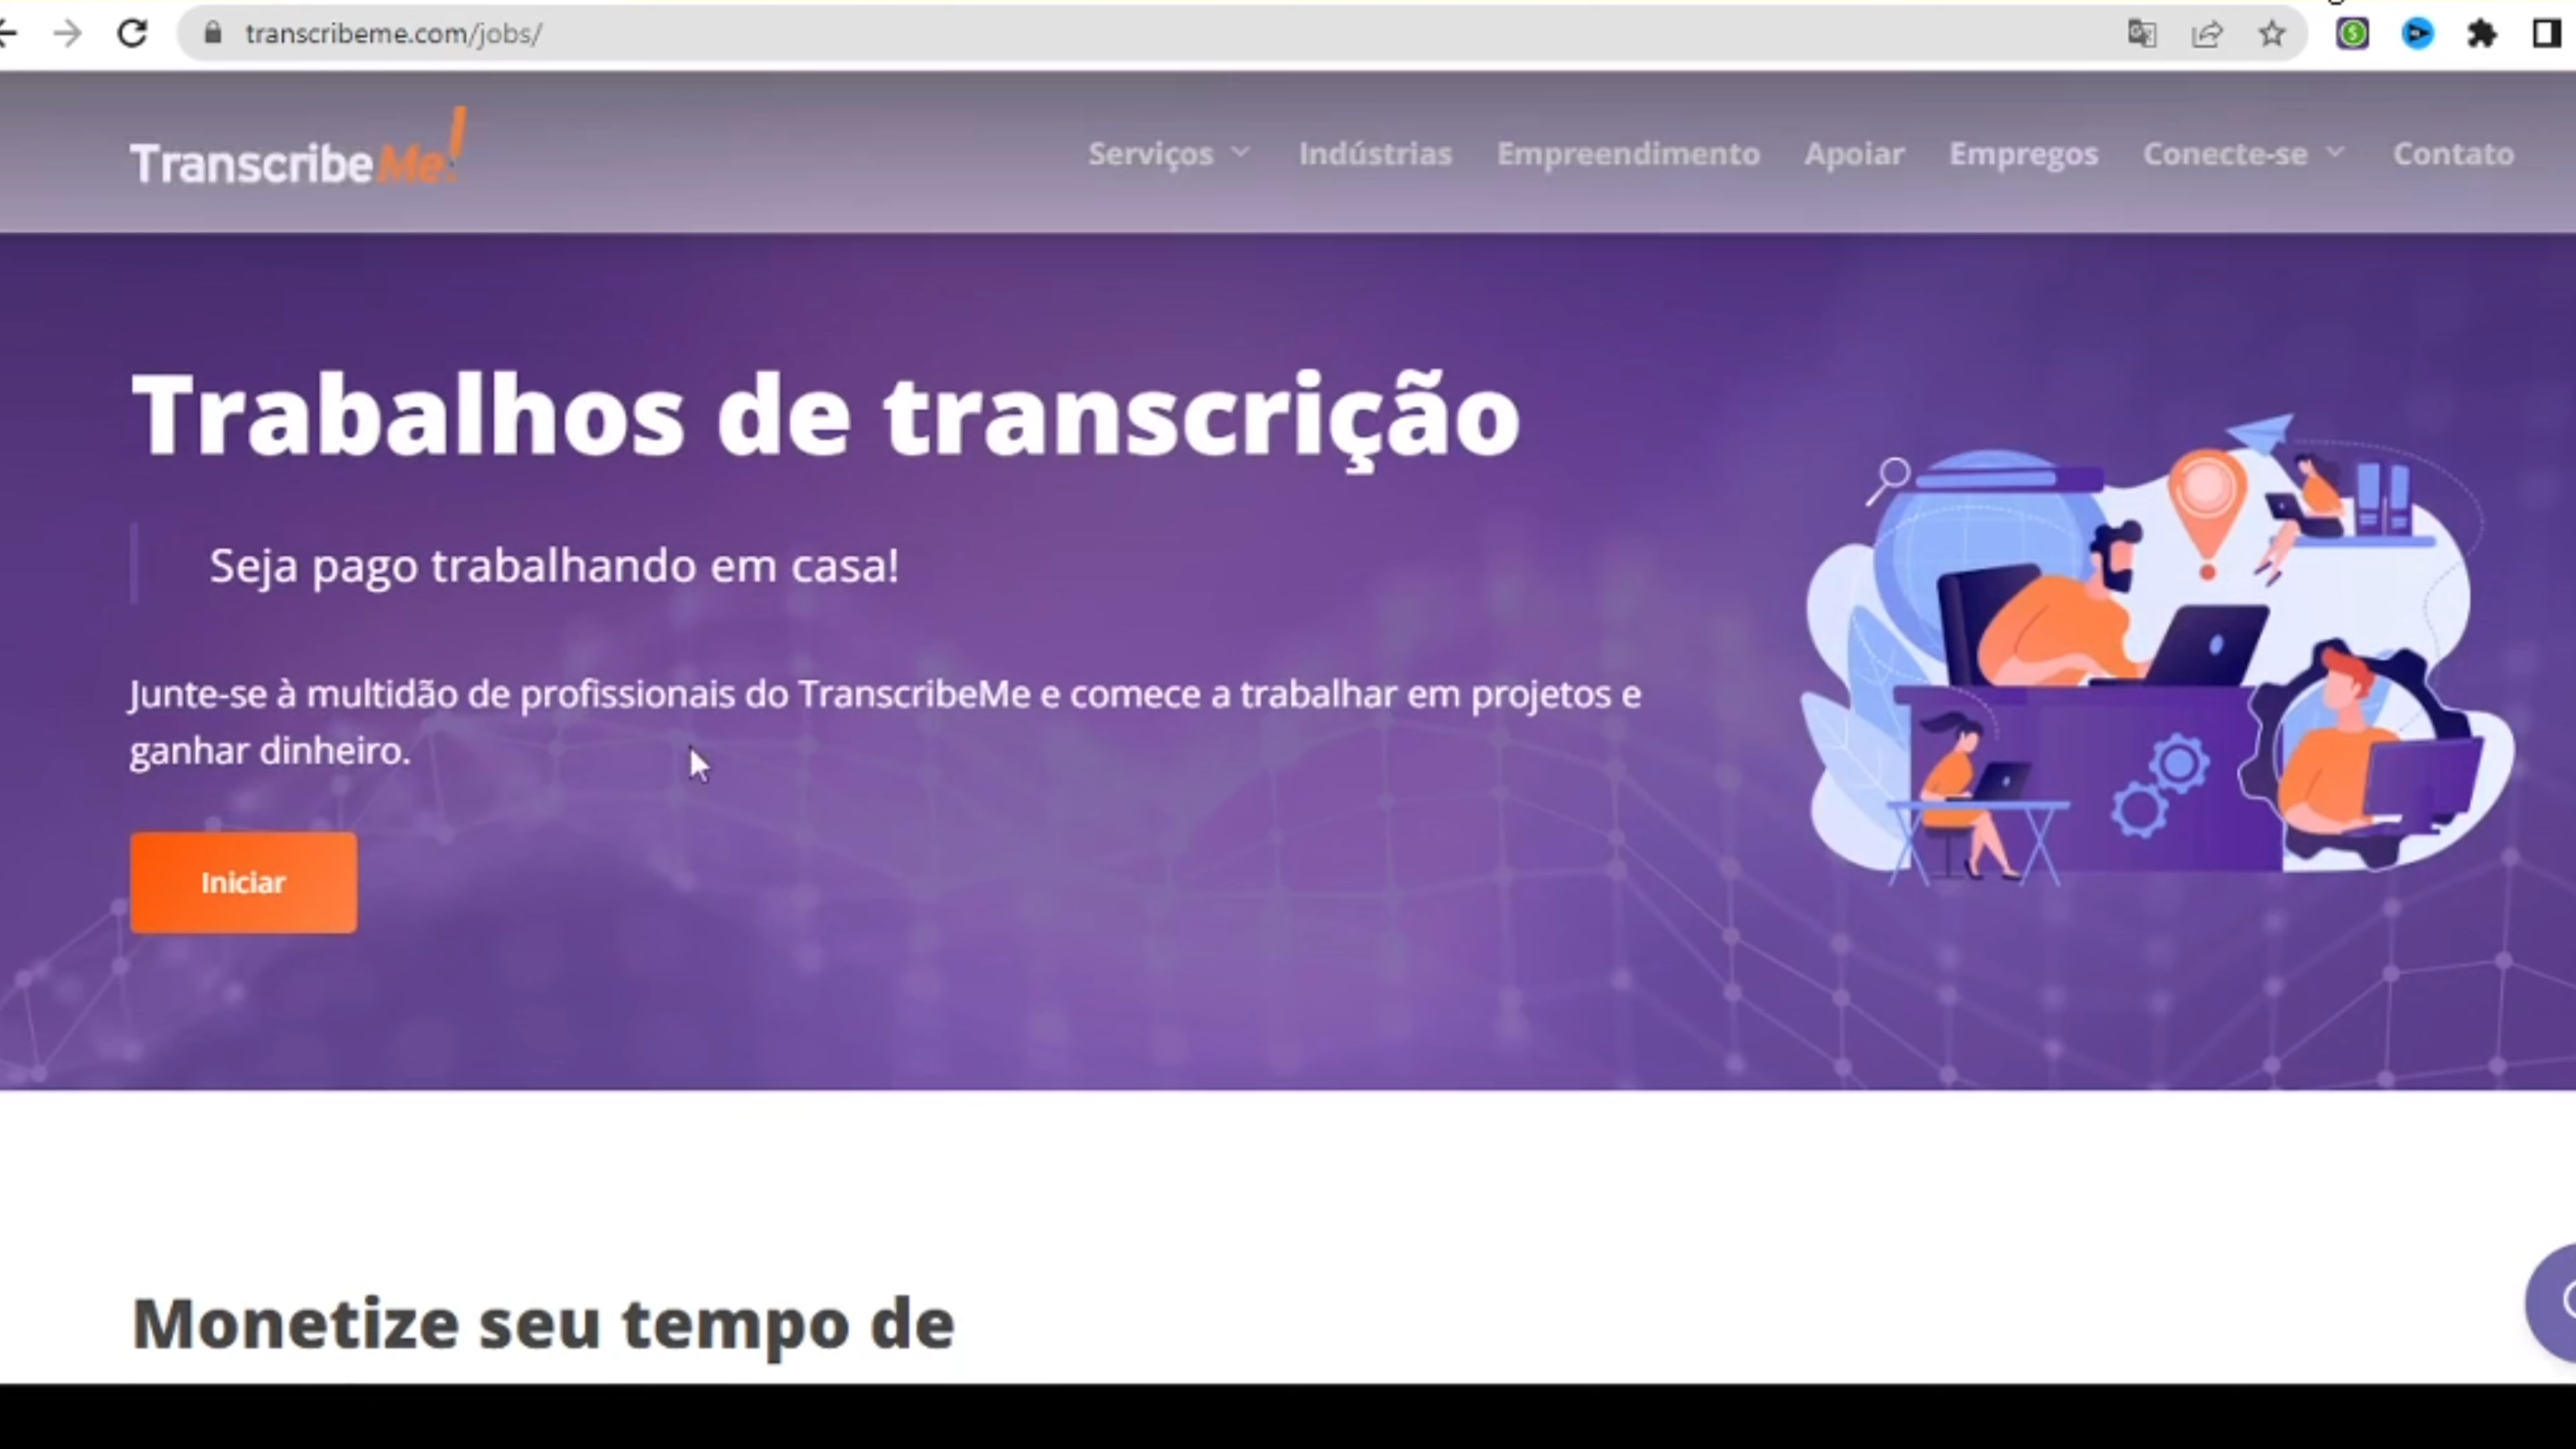 transcribeme.com/jobs/
TranscribeMe!
Serviços Indústrias Empreendimento Apoiar Empregos Conecte-se Contato
Trabalhos de transcrição
Seja pago trabalhando em casa!
Junte-se à multidão de profissionais do TranscribeMe e comece a trabalhar em projetos e
ganhar dinheiro.
Iniciar
Monetize seu tempo de